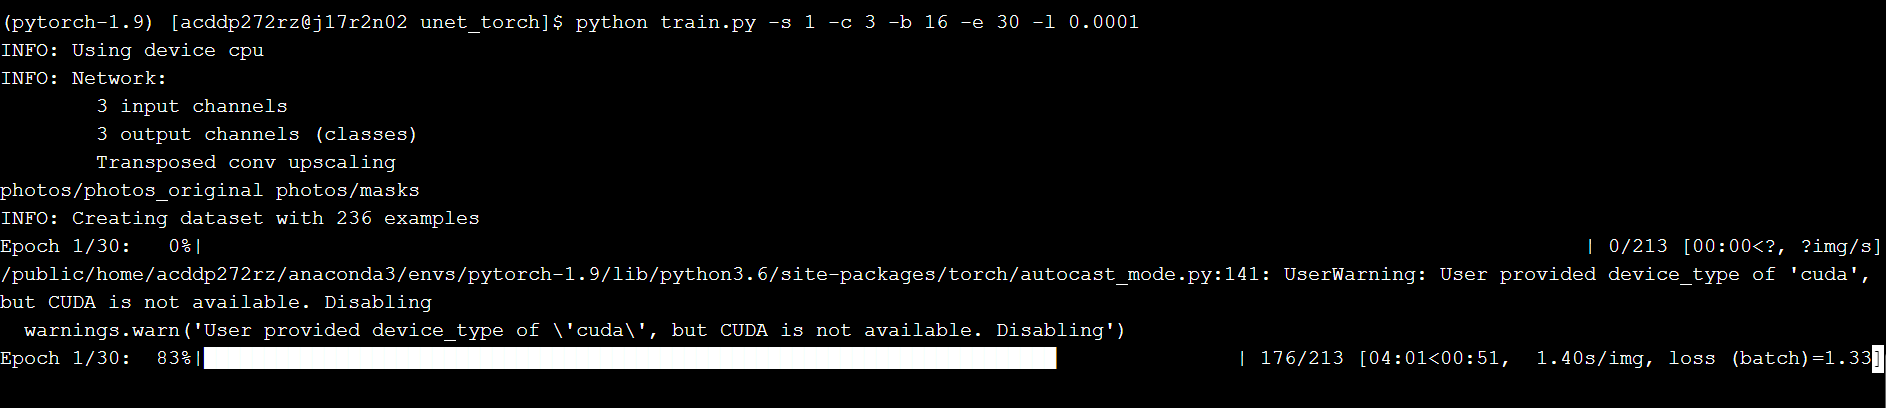 (pytorch-1.9) [acddp272rz@j17r2n02 unet_torch]$ python train.py -s 1 -c 3 -b 16 -e 30 -l 0.0001
INFO: Using device cpu
INFO: Network:
        3 input channels
        3 output channels (classes)
        Transposed conv upscaling
photos/photos_original photos/masks
INFO: Creating dataset with 236 examples
Epoch 1/30:   0%|                                                                                                                    | 0/213 [00:00<?, ?img/s]
/public/home/acddp272rz/anaconda3/envs/pytorch-1.9/lib/python3.6/site-packages/torch/autocast_mode.py:141: UserWarning: User provided device_type of 'cuda',
but CUDA is not available. Disabling
  warnings.warn('User provided device_type of \'cuda\', but CUDA is not available. Disabling')
Epoch 1/30:  83%|███████████████████████████████████████████████████████████████████████               | 176/213 [04:01<00:51,  1.40s/img, loss (batch)=1.33]